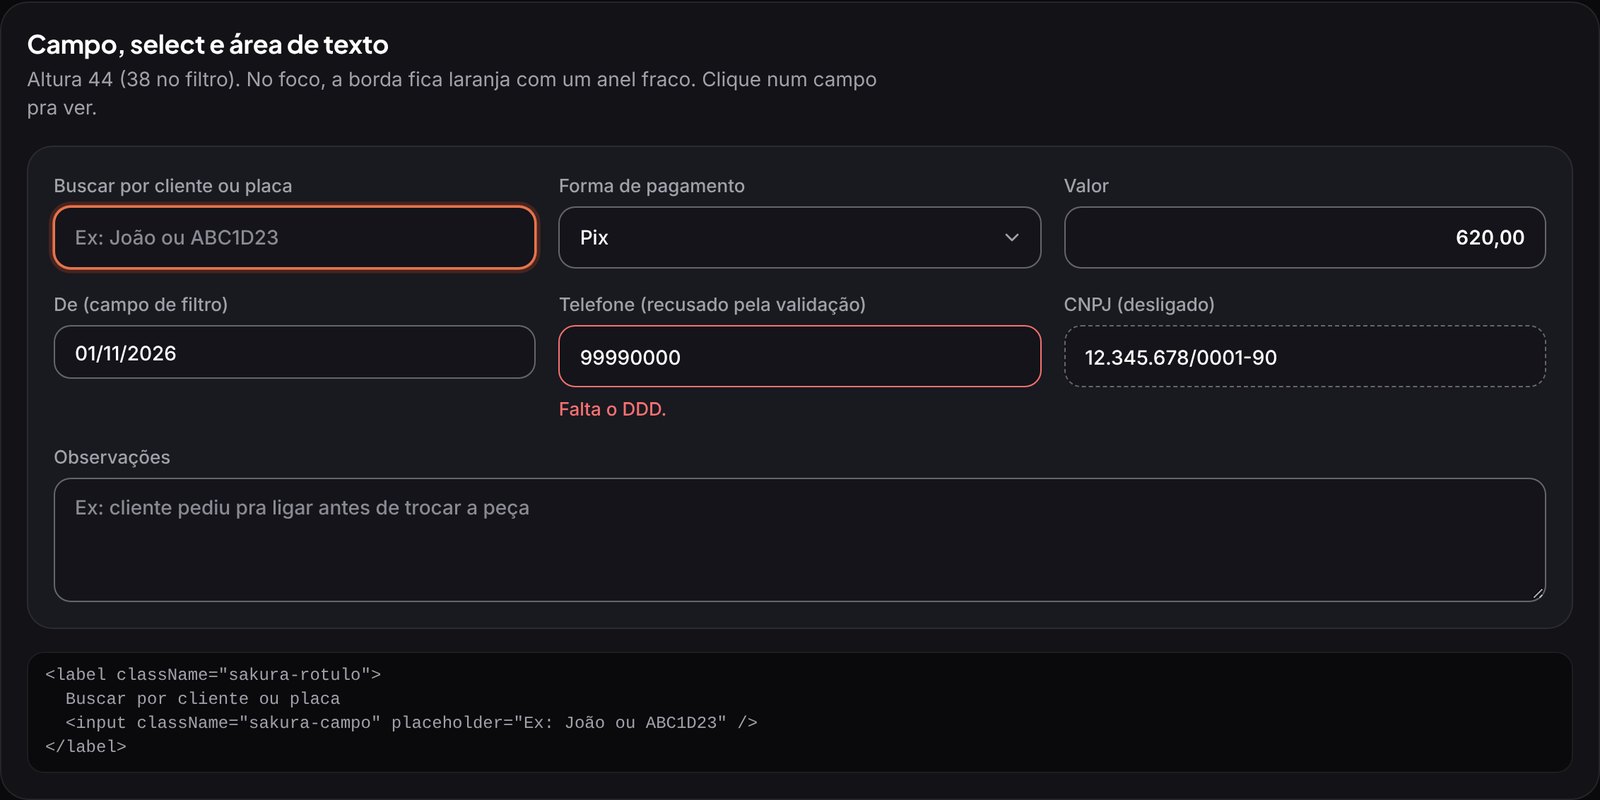 Campo, select e área de texto
Altura 44 (38 no filtro). No foco, a borda fica laranja com um anel fraco. Clique num campo
pra ver.
Buscar por cliente ou placa
Ex: João ou ABC1D23
Forma de pagamento
Pix
Valor
620,00
De (campo de filtro)
01/11/2026
Telefone (recusado pela validação)
99990000
Falta o DDD.
CNPJ (desligado)
12.345.678/0001-90
Observações
Ex: cliente pediu pra ligar antes de trocar a peça
<label className="sakura-rotulo">
  Buscar por cliente ou placa
  <input className="sakura-campo" placeholder="Ex: João ou ABC1D23" />
</label>